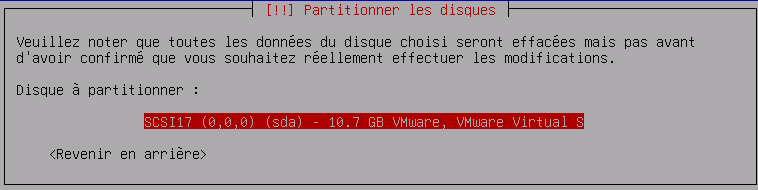 [!!] Partitionner les disques
Veuillez noter que toutes les données du disque choisi seront effacées mais pas avant
d'avoir confirmé que vous souhaitez réellement effectuer les modifications.
Disque à partitionner :
SCSI17 (0,0,0) (sda) - 10.7 GB VMware, VMware Virtual S
<Revenir en arrière>